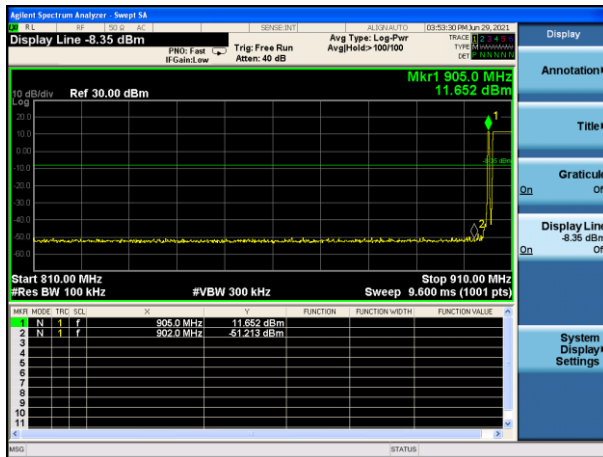 Agilent Spectrum Analyzer - Swept SA
RL RF 50 Ω AC SENSE:INT ALIGNAUTO 03:53:30 PM Jun 29, 2021
Display Line -8.35 dBm
PNO: Fast
IFGain:Low
Trig: Free Run
Atten: 40 dB
Avg Type: Log-Pwr
Avg|Hold:>100/100
TRACE 1 2 3 4 5 6
TYPE M
DET P N N N N N
Display
Mkr1 905.0 MHz
11.652 dBm
10 dB/div Ref 30.00 dBm
Log
20.0
10.0
0.00
-10.0
-20.0
-30.0
-40.0
-50.0
-60.0
1
-8.35 dBm
2
Start 810.00 MHz Stop 910.00 MHz
#Res BW 100 kHz #VBW 300 kHz Sweep 9.600 ms (1001 pts)
MKR MODE TRC SCL X Y FUNCTION FUNCTION WIDTH FUNCTION VALUE
1 N 1 f 905.0 MHz 11.652 dBm
2 N 1 f 902.0 MHz -51.213 dBm
3
4
5
6
7
8
9
10
11
MSG STATUS
Annotation
Title
Graticule
On Of
Display Line
-8.35 dBm
On Of
System
Display
Settings